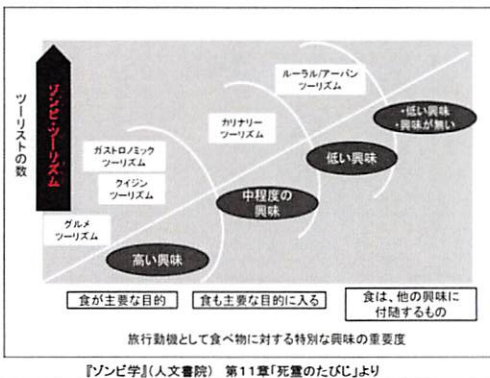 ツーリストの数
ゾンビ・ツーリズム
ルーラル/アーバン
ツーリズム
・低い興味
・興味が無い
カリナリー
ツーリズム
低い興味
ガストロノミック
ツーリズム
クイジン
ツーリズム
中程度の
興味
グルメ
ツーリズム
高い興味
食が主要な目的
食も主要な目的に入る
食は、他の興味に
付随するもの
旅行動機として食べ物に対する特別な興味の重要度
『ゾンビ学』(人文書院) 第11章「死霊のたびじ」より